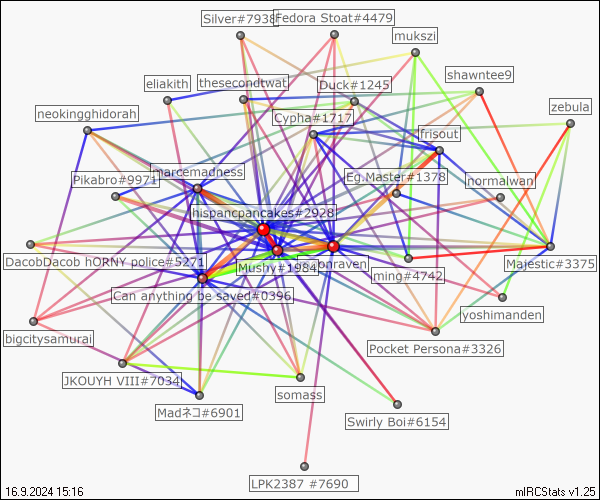 Silver#7938
Fedora Stoat#4479
mukszi
shawntee9
eliakith
thesecondtwat
Duck#1245
zebula
neokingghidorah
Cypha#1717
frisout
marcemadness
Pikabro#9971
Eg.Master#1378
normalwan
hispancpancakes#2928
DacobDacob hORNY police#5271
Mushy#1984
onraven
ming#4742
Majestic#3375
Can anything be saved#0396
yoshimanden
bigcitysamurai
Pocket Persona#3326
JKOUYH VIII#7034
somass
Madネコ#6901
Swirly Boi#6154
LPK2387 #7690
16.9.2024 15:16
mIRCStats v1.25